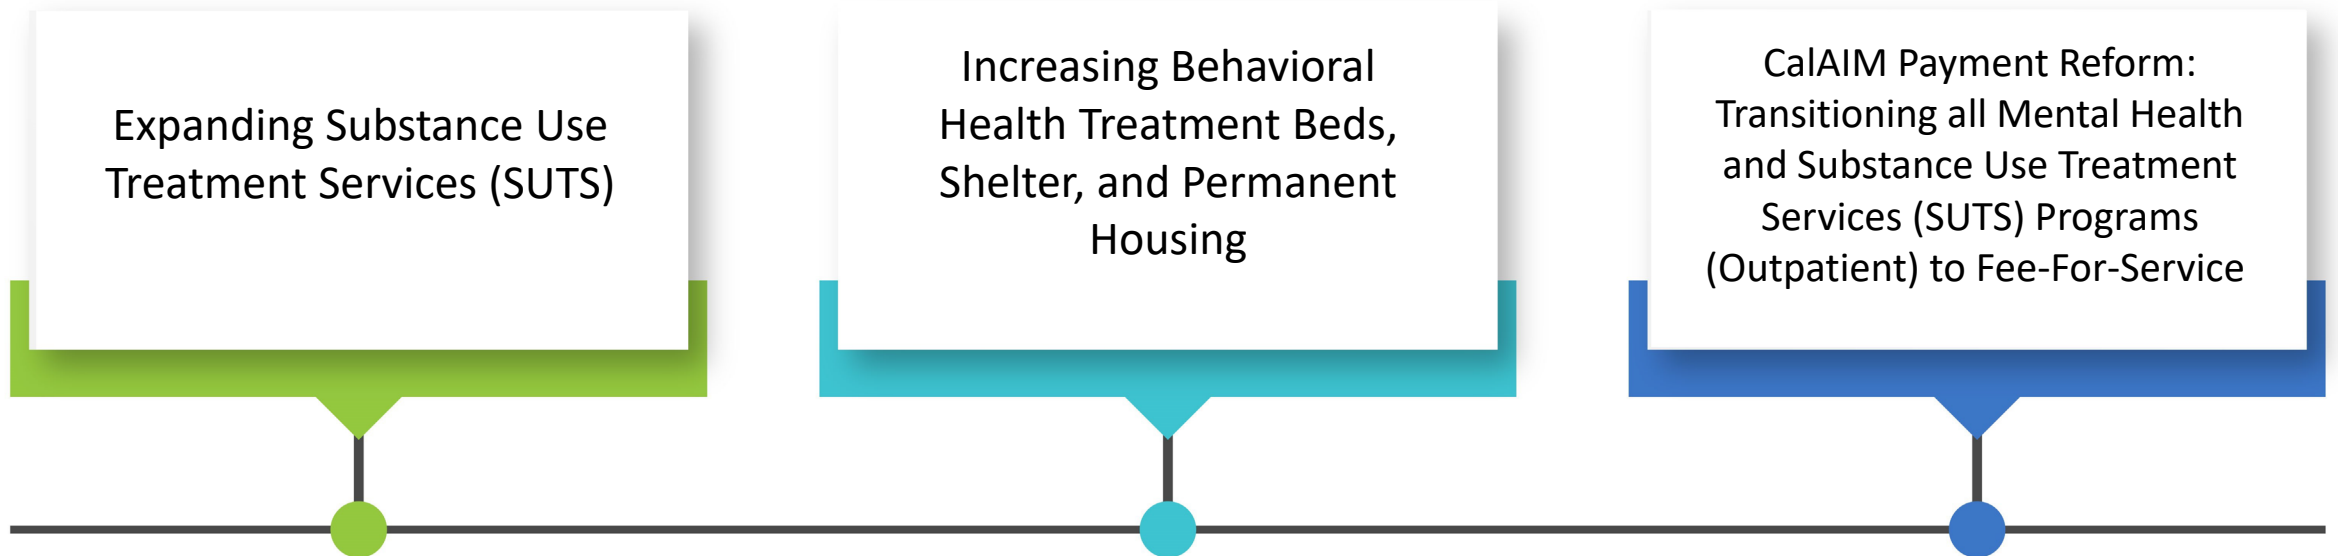 Expanding Substance Use
Treatment Services (SUTS)
Increasing Behavioral
Health Treatment Beds,
Shelter, and Permanent
Housing
CalAIM Payment Reform:
Transitioning all Mental Health
and Substance Use Treatment
Services (SUTS) Programs
(Outpatient) to Fee-For-Service